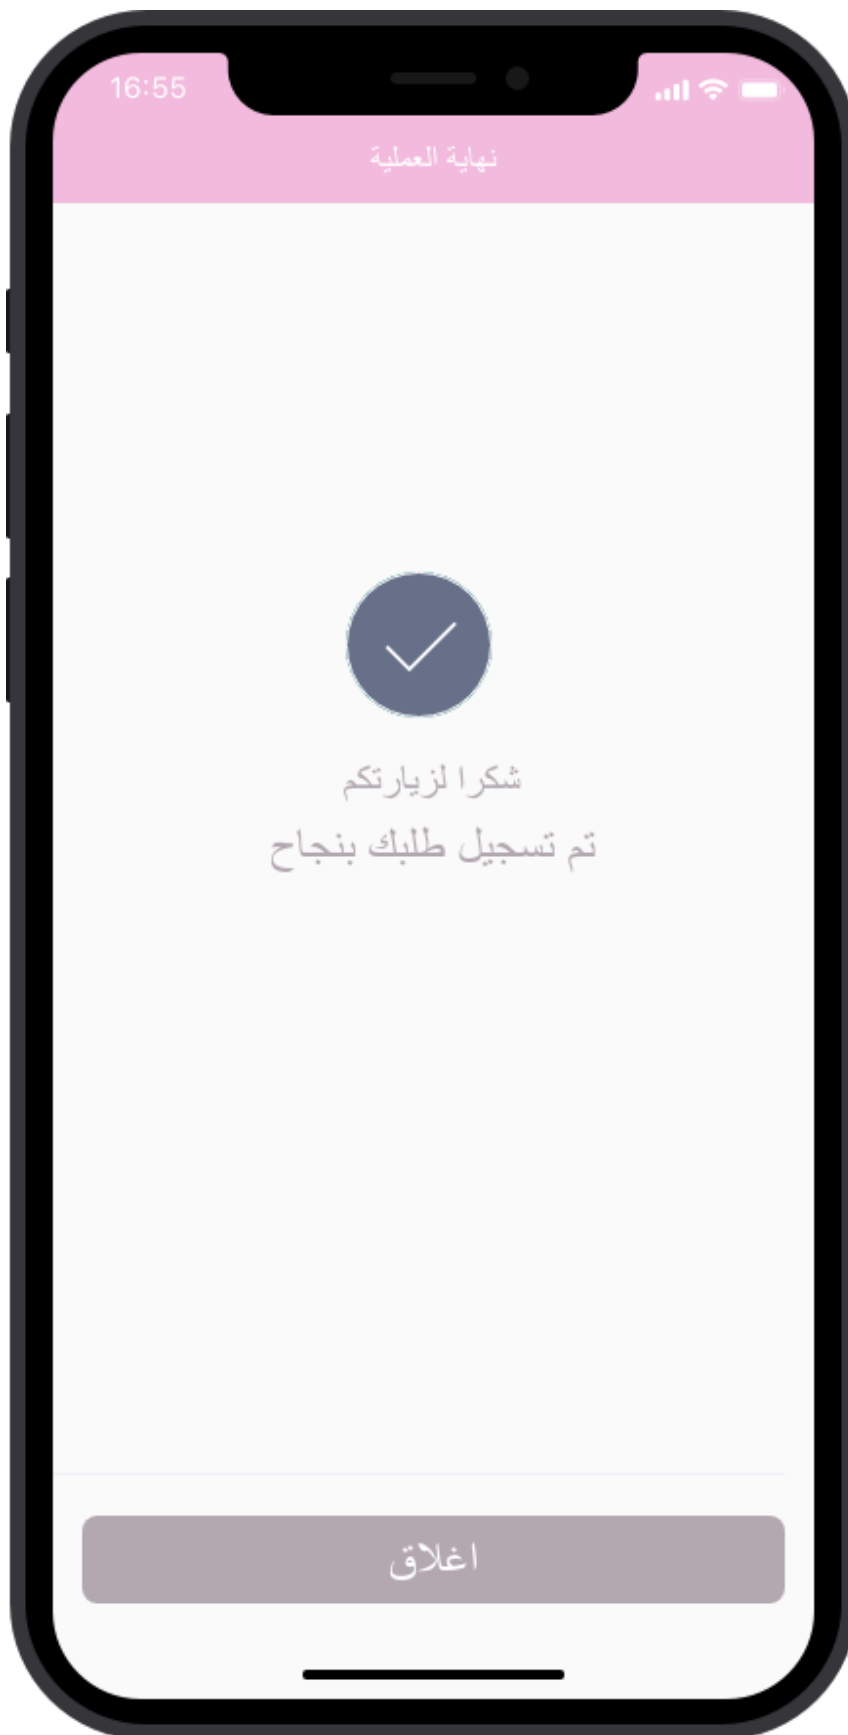 16:55
نهاية العملية
شكرا لزيارتكم
تم تسجيل طلبك بنجاح
اغلاق